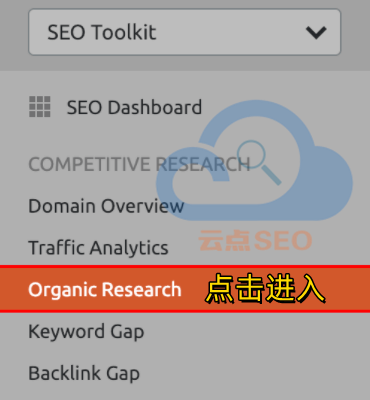 SEO Toolkit
SEO Dashboard
COMPETITIVE RESEARCH
Domain Overview
云点SEO
Traffic Analytics
Organic Research 点击进入
Keyword Gap
Backlink Gap